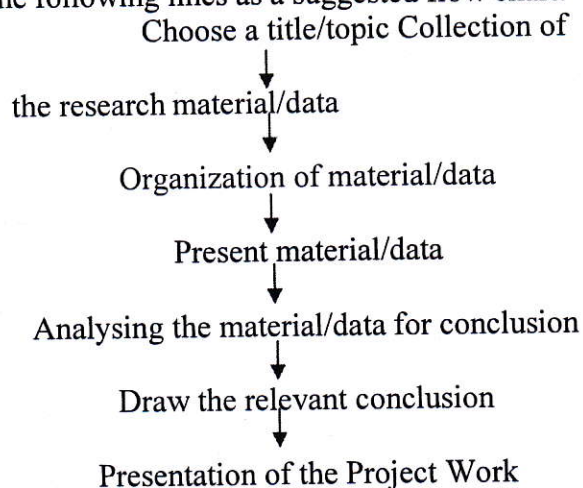 the following lines as a suggested flow chart
Choose a title/topic Collection of
the research material/data
Organization of material/data
Present material/data
Analysing the material/data for conclusion
Draw the relevant conclusion
Presentation of the Project Work